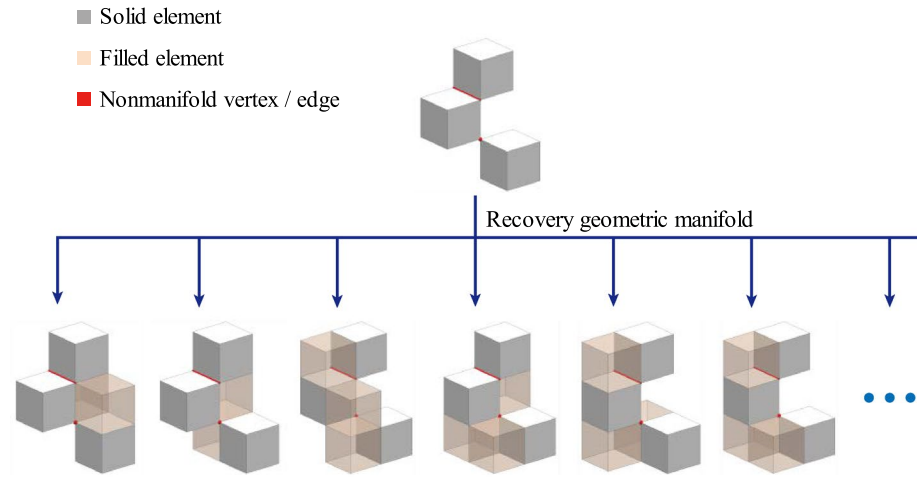 Solid element
Filled element
Nonmanifold vertex / edge
Recovery geometric manifold